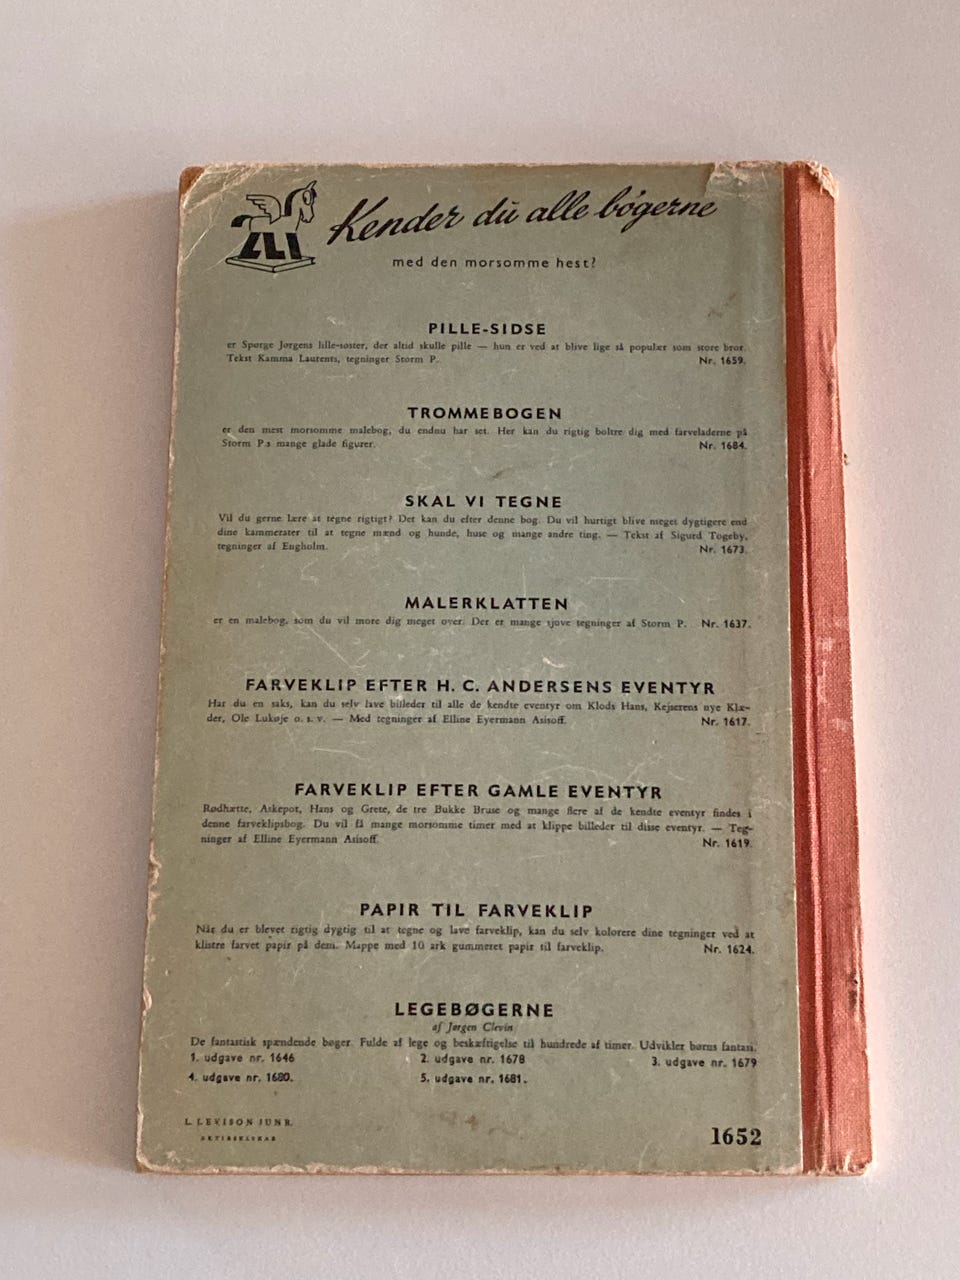 LLI
Kender du alle bøgerne
med den morsomme hest?
PILLE-SIDSE
er Spørge Jørgens lille-søster, der altid skulle pille — hun er ved at blive lige så populær som store bror.
Tekst Kamma Laurents, tegninger Storm P. Nr. 1659.
TROMMEBOGEN
er den mest morsomme malebog, du endnu har set. Her kan du rigtig boltre dig med farveladerne på
Storm P.s mange glade figurer. Nr. 1684.
SKAL VI TEGNE
Vil du gerne lære at tegne rigtigt? Det kan du efter denne bog. Du vil hurtigt blive meget dygtigere end
dine kammerater til at tegne mænd og hunde, huse og mange andre ting. — Tekst af Sigurd Togeby,
tegninger af Engholm. Nr. 1673.
MALERKLATTEN
er en malebog, som du vil more dig meget over. Der er mange sjove tegninger af Storm P. Nr. 1637.
FARVEKLIP EFTER H. C. ANDERSENS EVENTYR
Har du en saks, kan du selv lave billeder til alle de kendte eventyr om Klods Hans, Kejserens nye Klæ-
der, Ole Lukøje o. s. v. — Med tegninger af Elline Eyermann Asisoff. Nr. 1617.
FARVEKLIP EFTER GAMLE EVENTYR
Rødhætte, Askepot, Hans og Grete, de tre Bukke Bruse og mange flere af de kendte eventyr findes i
denne farveklipsbog. Du vil få mange morsomme timer med at klippe billeder til disse eventyr. — Teg-
ninger af Elline Eyermann Asisoff. Nr. 1619.
PAPIR TIL FARVEKLIP
Når du er blevet rigtig dygtig til at tegne og lave farveklip, kan du selv kolorere dine tegninger ved at
klistre farvet papir på dem. Mappe med 10 ark gummeret papir til farveklip. Nr. 1624.
LEGEBØGERNE
af Jørgen Clevin
De fantastisk spændende bøger. Fulde af lege og beskæftigelse til hundrede af timer. Udvikler børns fantasi.
1. udgave nr. 1646 2. udgave nr. 1678 3. udgave nr. 1679
4. udgave nr. 1680. 5. udgave nr. 1681.
L. LEVISON JUNR.
AKTIESELSKAB
1652